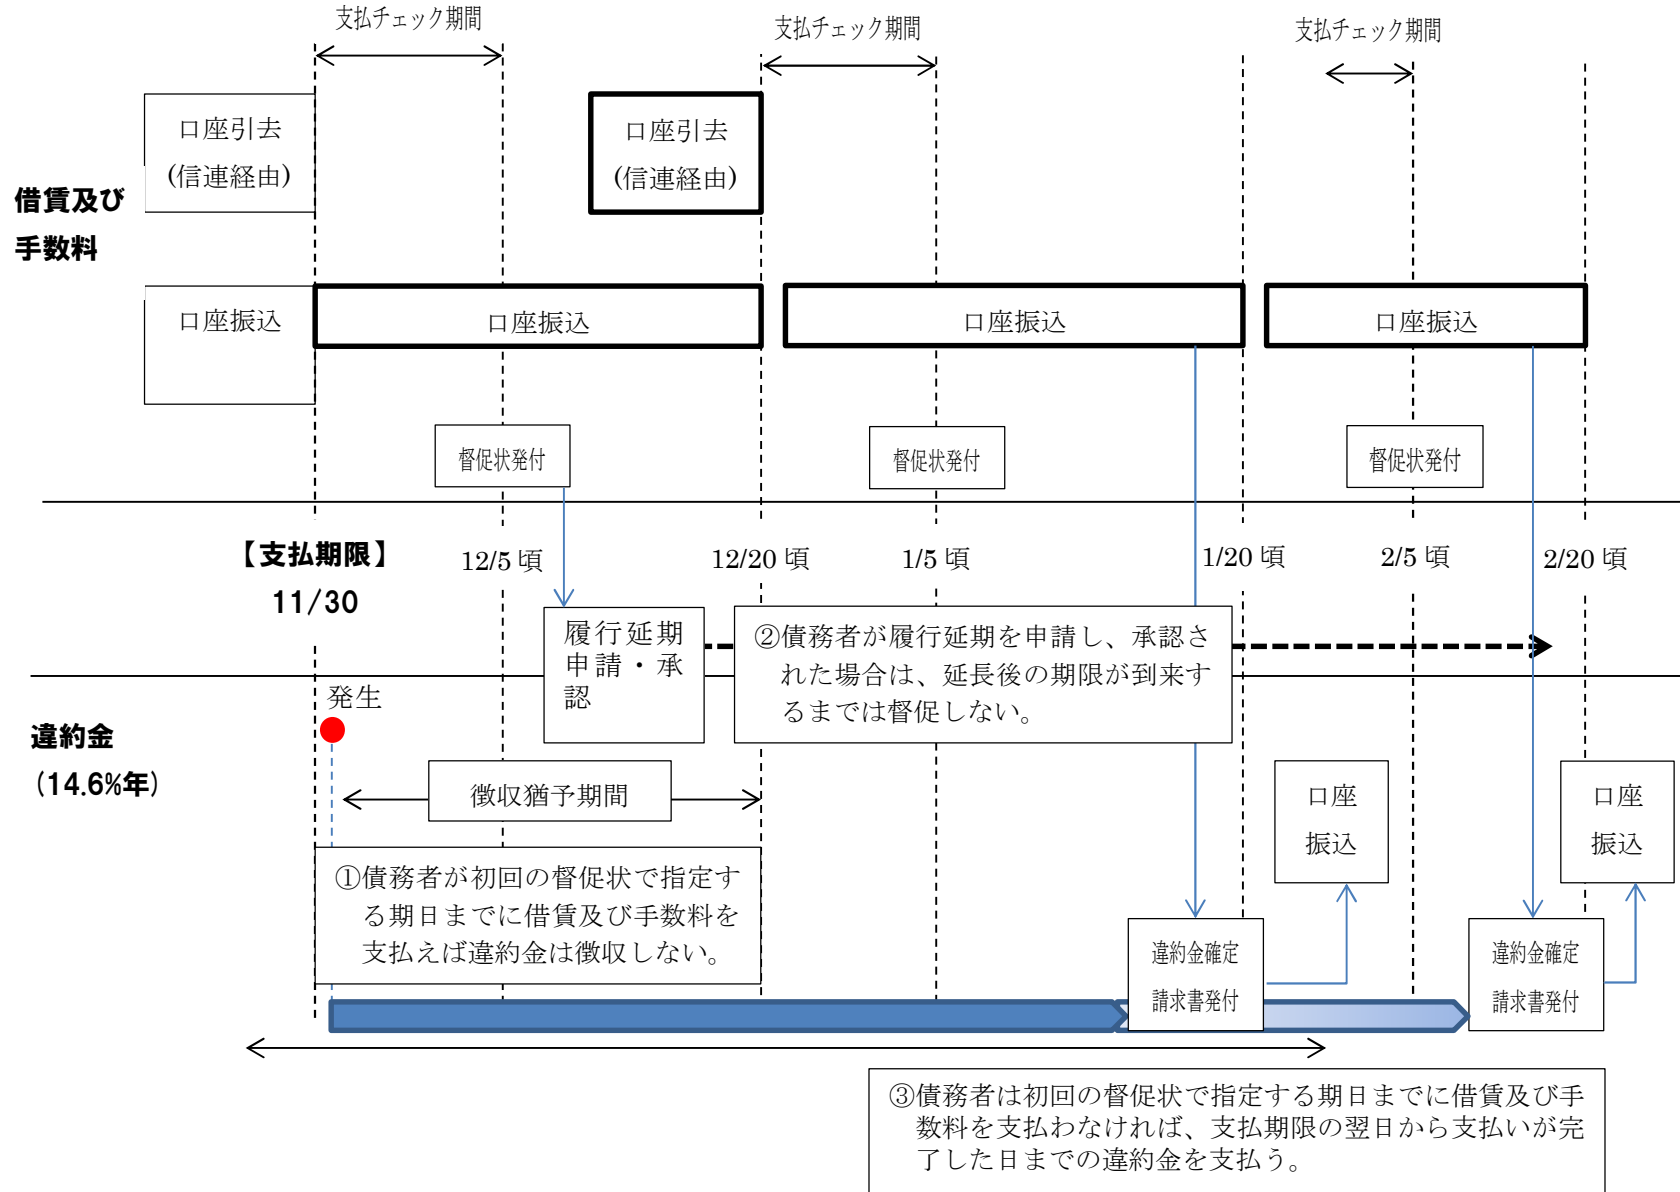 支払チェック期間
支払チェック期間
支払チェック期間
口座引去
(信連経由)
口座引去
(信連経由)
借賃及び
手数料
口座振込
口座振込
口座振込
口座振込
督促状発付
督促状発付
督促状発付
【支払期限】
11/30
12/5 頃
12/20 頃
1/5 頃
1/20 頃
2/5 頃
2/20 頃
履行延期
申請・承
認
②債務者が履行延期を申請し、承認さ
れた場合は、延長後の期限が到来す
るまでは督促しない。
発生
違約金
(14.6%年)
徴収猶予期間
口座
振込
口座
振込
①債務者が初回の督促状で指定す
る期日までに借賃及び手数料を
支払えば違約金は徴収しない。
違約金確定
請求書発付
違約金確定
請求書発付
③債務者は初回の督促状で指定する期日までに借賃及び手
数料を支払わなければ、支払期限の翌日から支払いが完
了した日までの違約金を支払う。